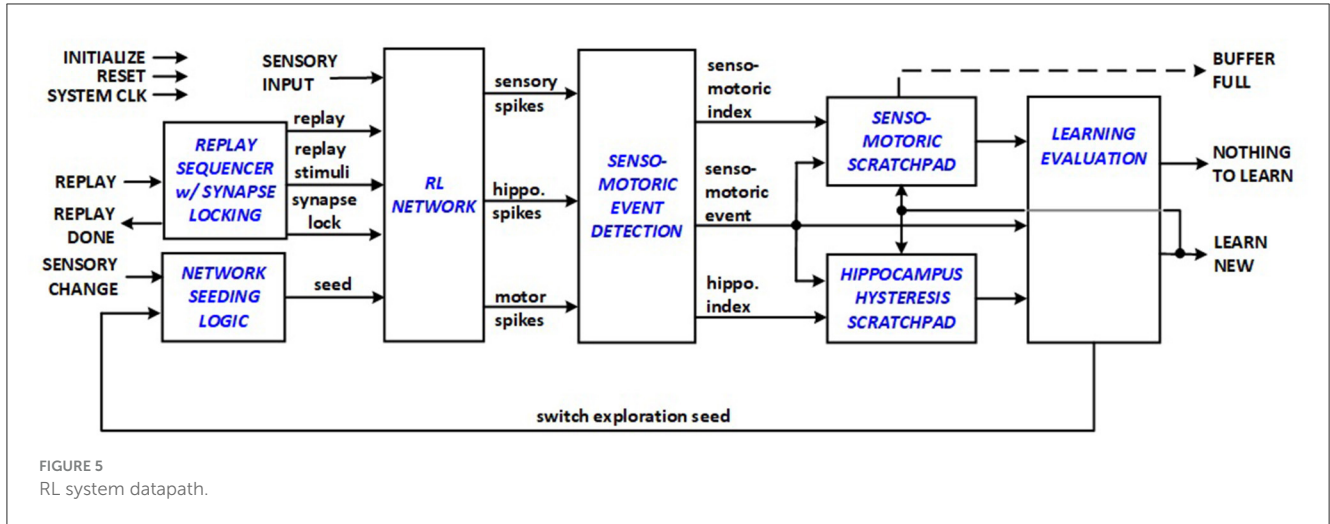 INITIALIZE
RESET
SYSTEM CLK
SENSORY
INPUT
REPLAY
SEQUENCER
w/ SYNAPSE
LOCKING
REPLAY
REPLAY
DONE
SENSORY
CHANGE
NETWORK
SEEDING
LOGIC
replay
replay
stimuli
synapse
lock
seed
RL
NETWORK
sensory
spikes
hippo.
spikes
motor
spikes
SENSO-
MOTORIC
EVENT
DETECTION
senso-
motoric
index
senso-
motoric
event
hippo.
index
SENSO-
MOTORIC
SCRATCHPAD
HIPPOCAMPUS
HYSTERESIS
SCRATCHPAD
LEARNING
EVALUATION
BUFFER
FULL
NOTHING
TO LEARN
LEARN
NEW
switch exploration seed
FIGURE 5
RL system datapath.